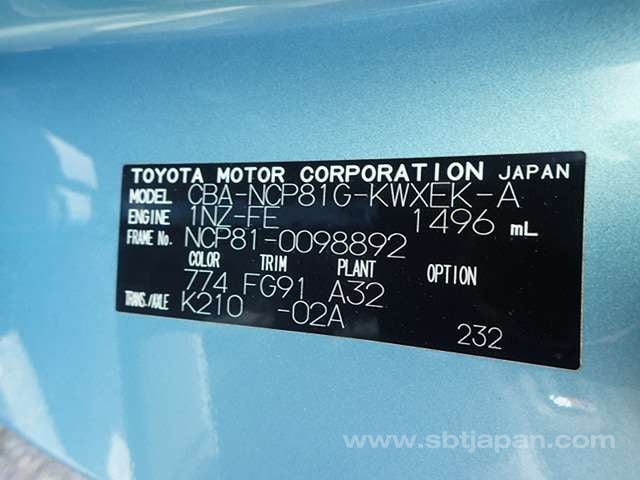 TOYOTA MOTOR CORPORATION JAPAN
MODEL CBA-NCP81G-KWXEK-A
ENGINE 1NZ-FE 1496 mL
FRAME No. NCP81-0098892
COLOR TRIM PLANT OPTION
774 FG91 A32
TRANS./AXLE K210 -02A
232
www.sbtjapan.com